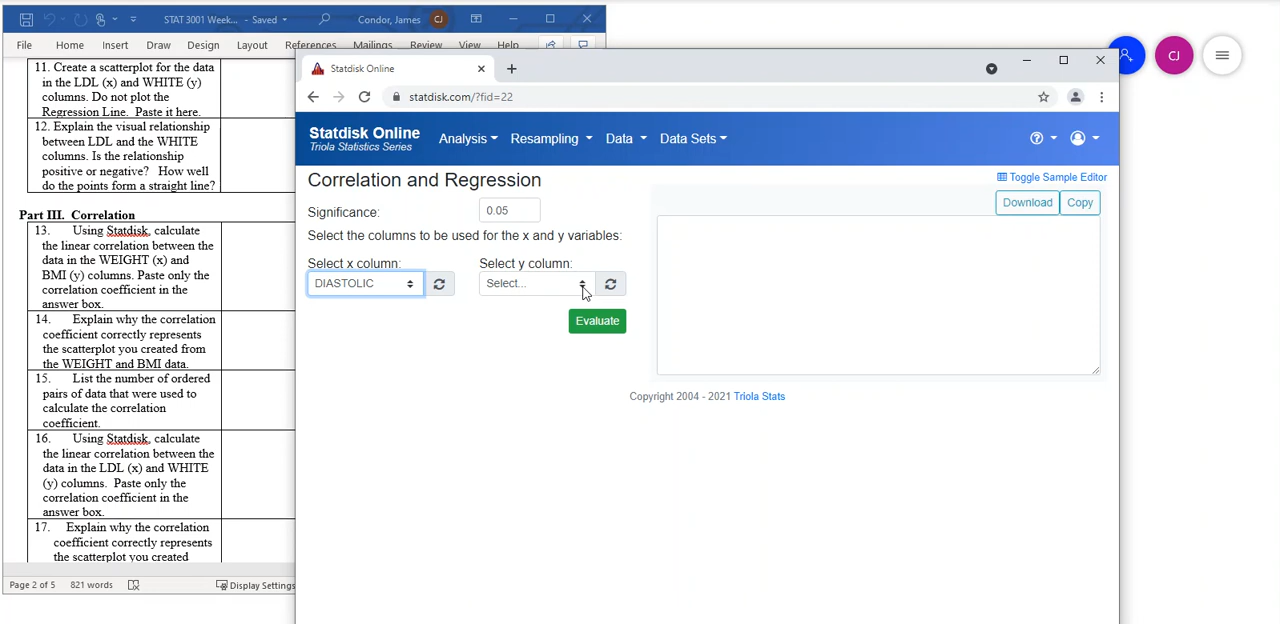 STAT 3001 Week... - Saved
Condor, James
CJ
File Home Insert Draw Design Layout References Mailings Review View Help
11. Create a scatterplot for the data
in the LDL (x) and WHITE (y)
columns. Do not plot the
Regression Line. Paste it here.
12. Explain the visual relationship
between LDL and the WHITE
columns. Is the relationship
positive or negative? How well
do the points form a straight line?
Part III. Correlation
13. Using Statdisk, calculate
the linear correlation between the
data in the WEIGHT (x) and
BMI (y) columns. Paste only the
correlation coefficient in the
answer box.
14. Explain why the correlation
coefficient correctly represents
the scatterplot you created from
the WEIGHT and BMI data.
15. List the number of ordered
pairs of data that were used to
calculate the correlation
coefficient.
16. Using Statdisk, calculate
the linear correlation between the
data in the LDL (x) and WHITE
(y) columns. Paste only the
correlation coefficient in the
answer box.
17. Explain why the correlation
coefficient correctly represents
the scatterplot you created
Page 2 of 5 841 words Display Settings
Statdisk Online
statdisk.com/?fid=22
Statdisk Online
Triola Statistics Series
Analysis Resampling Data Data Sets
Correlation and Regression
Toggle Sample Editor
Download Copy
Significance: 0.05
Select the columns to be used for the x and y variables:
Select x column: Select y column:
DIASTOLIC Select...
Evaluate
Copyright 2004 - 2021 Triola Stats
CJ